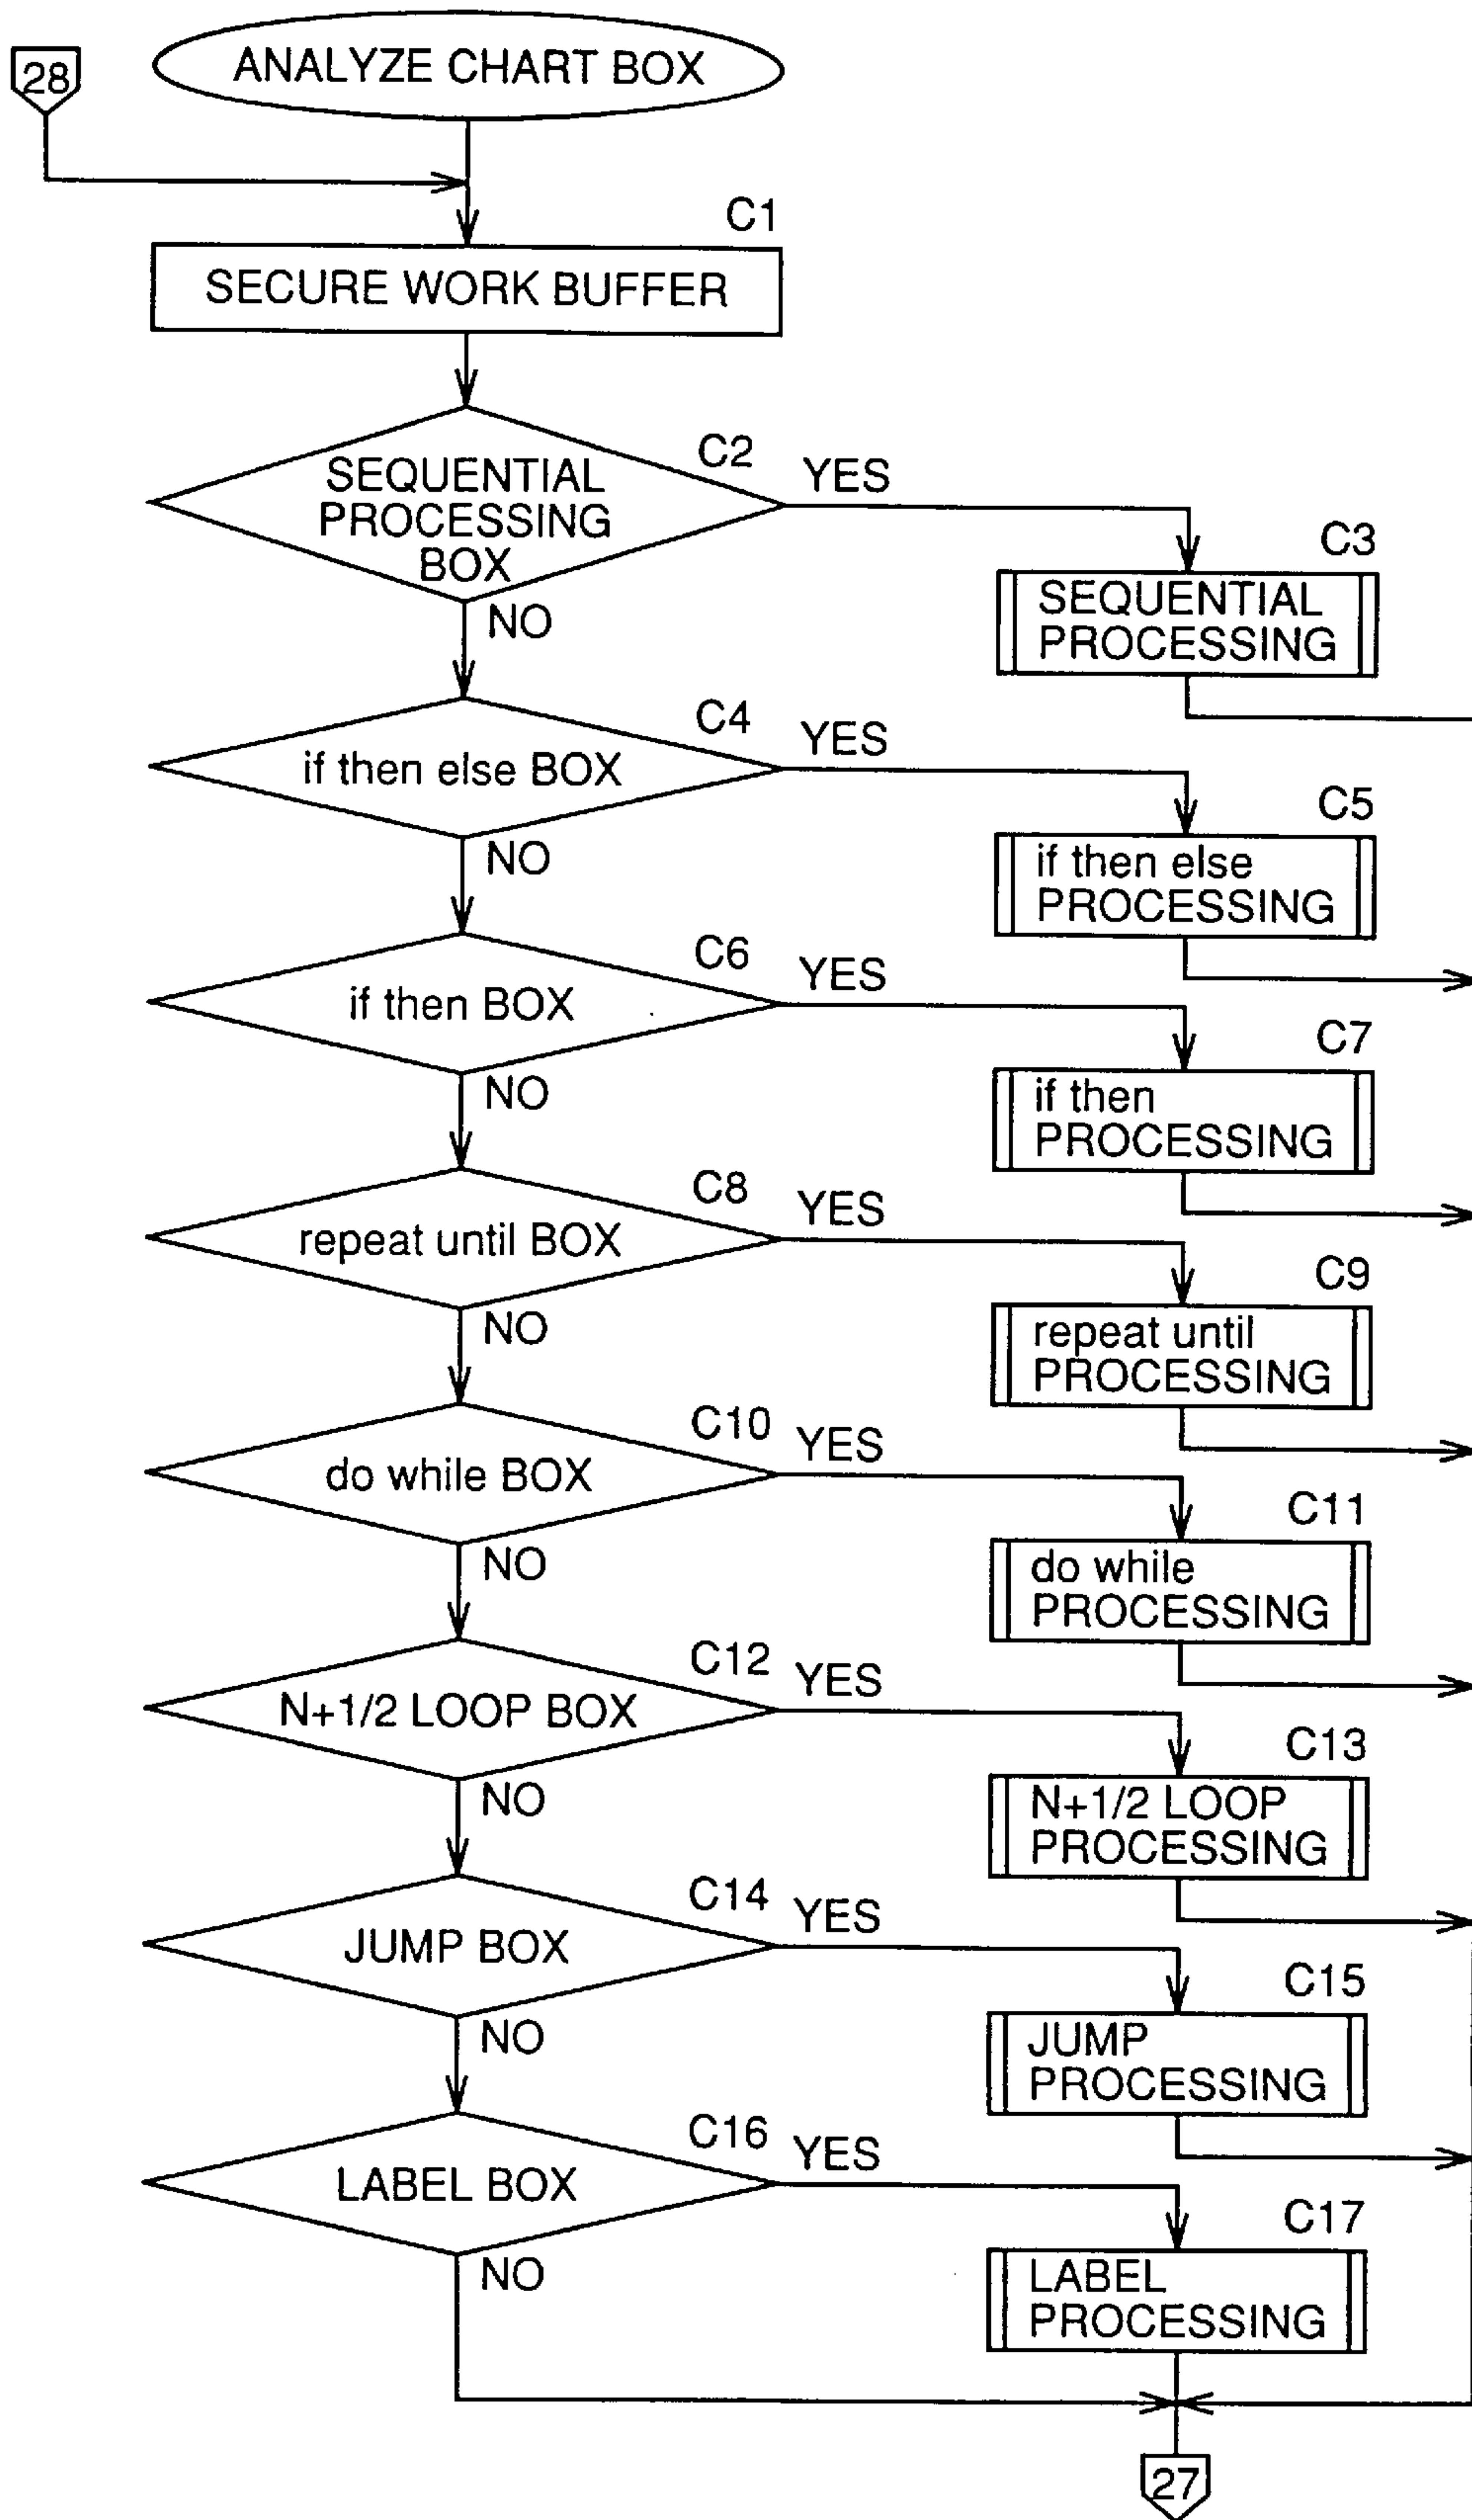 28
ANALYZE CHART BOX
C1
SECURE WORK BUFFER
C2
YES
SEQUENTIAL
PROCESSING
BOX
NO
C3
SEQUENTIAL
PROCESSING
C4
YES
if then else BOX
NO
C5
if then else
PROCESSING
C6
YES
if then BOX
NO
C7
if then
PROCESSING
C8
YES
repeat until BOX
NO
C9
repeat until
PROCESSING
C10
YES
do while BOX
NO
C11
do while
PROCESSING
C12
YES
N+1/2 LOOP BOX
NO
C13
N+1/2 LOOP
PROCESSING
C14
YES
JUMP BOX
NO
C15
JUMP
PROCESSING
C16
YES
LABEL BOX
NO
C17
LABEL
PROCESSING
27